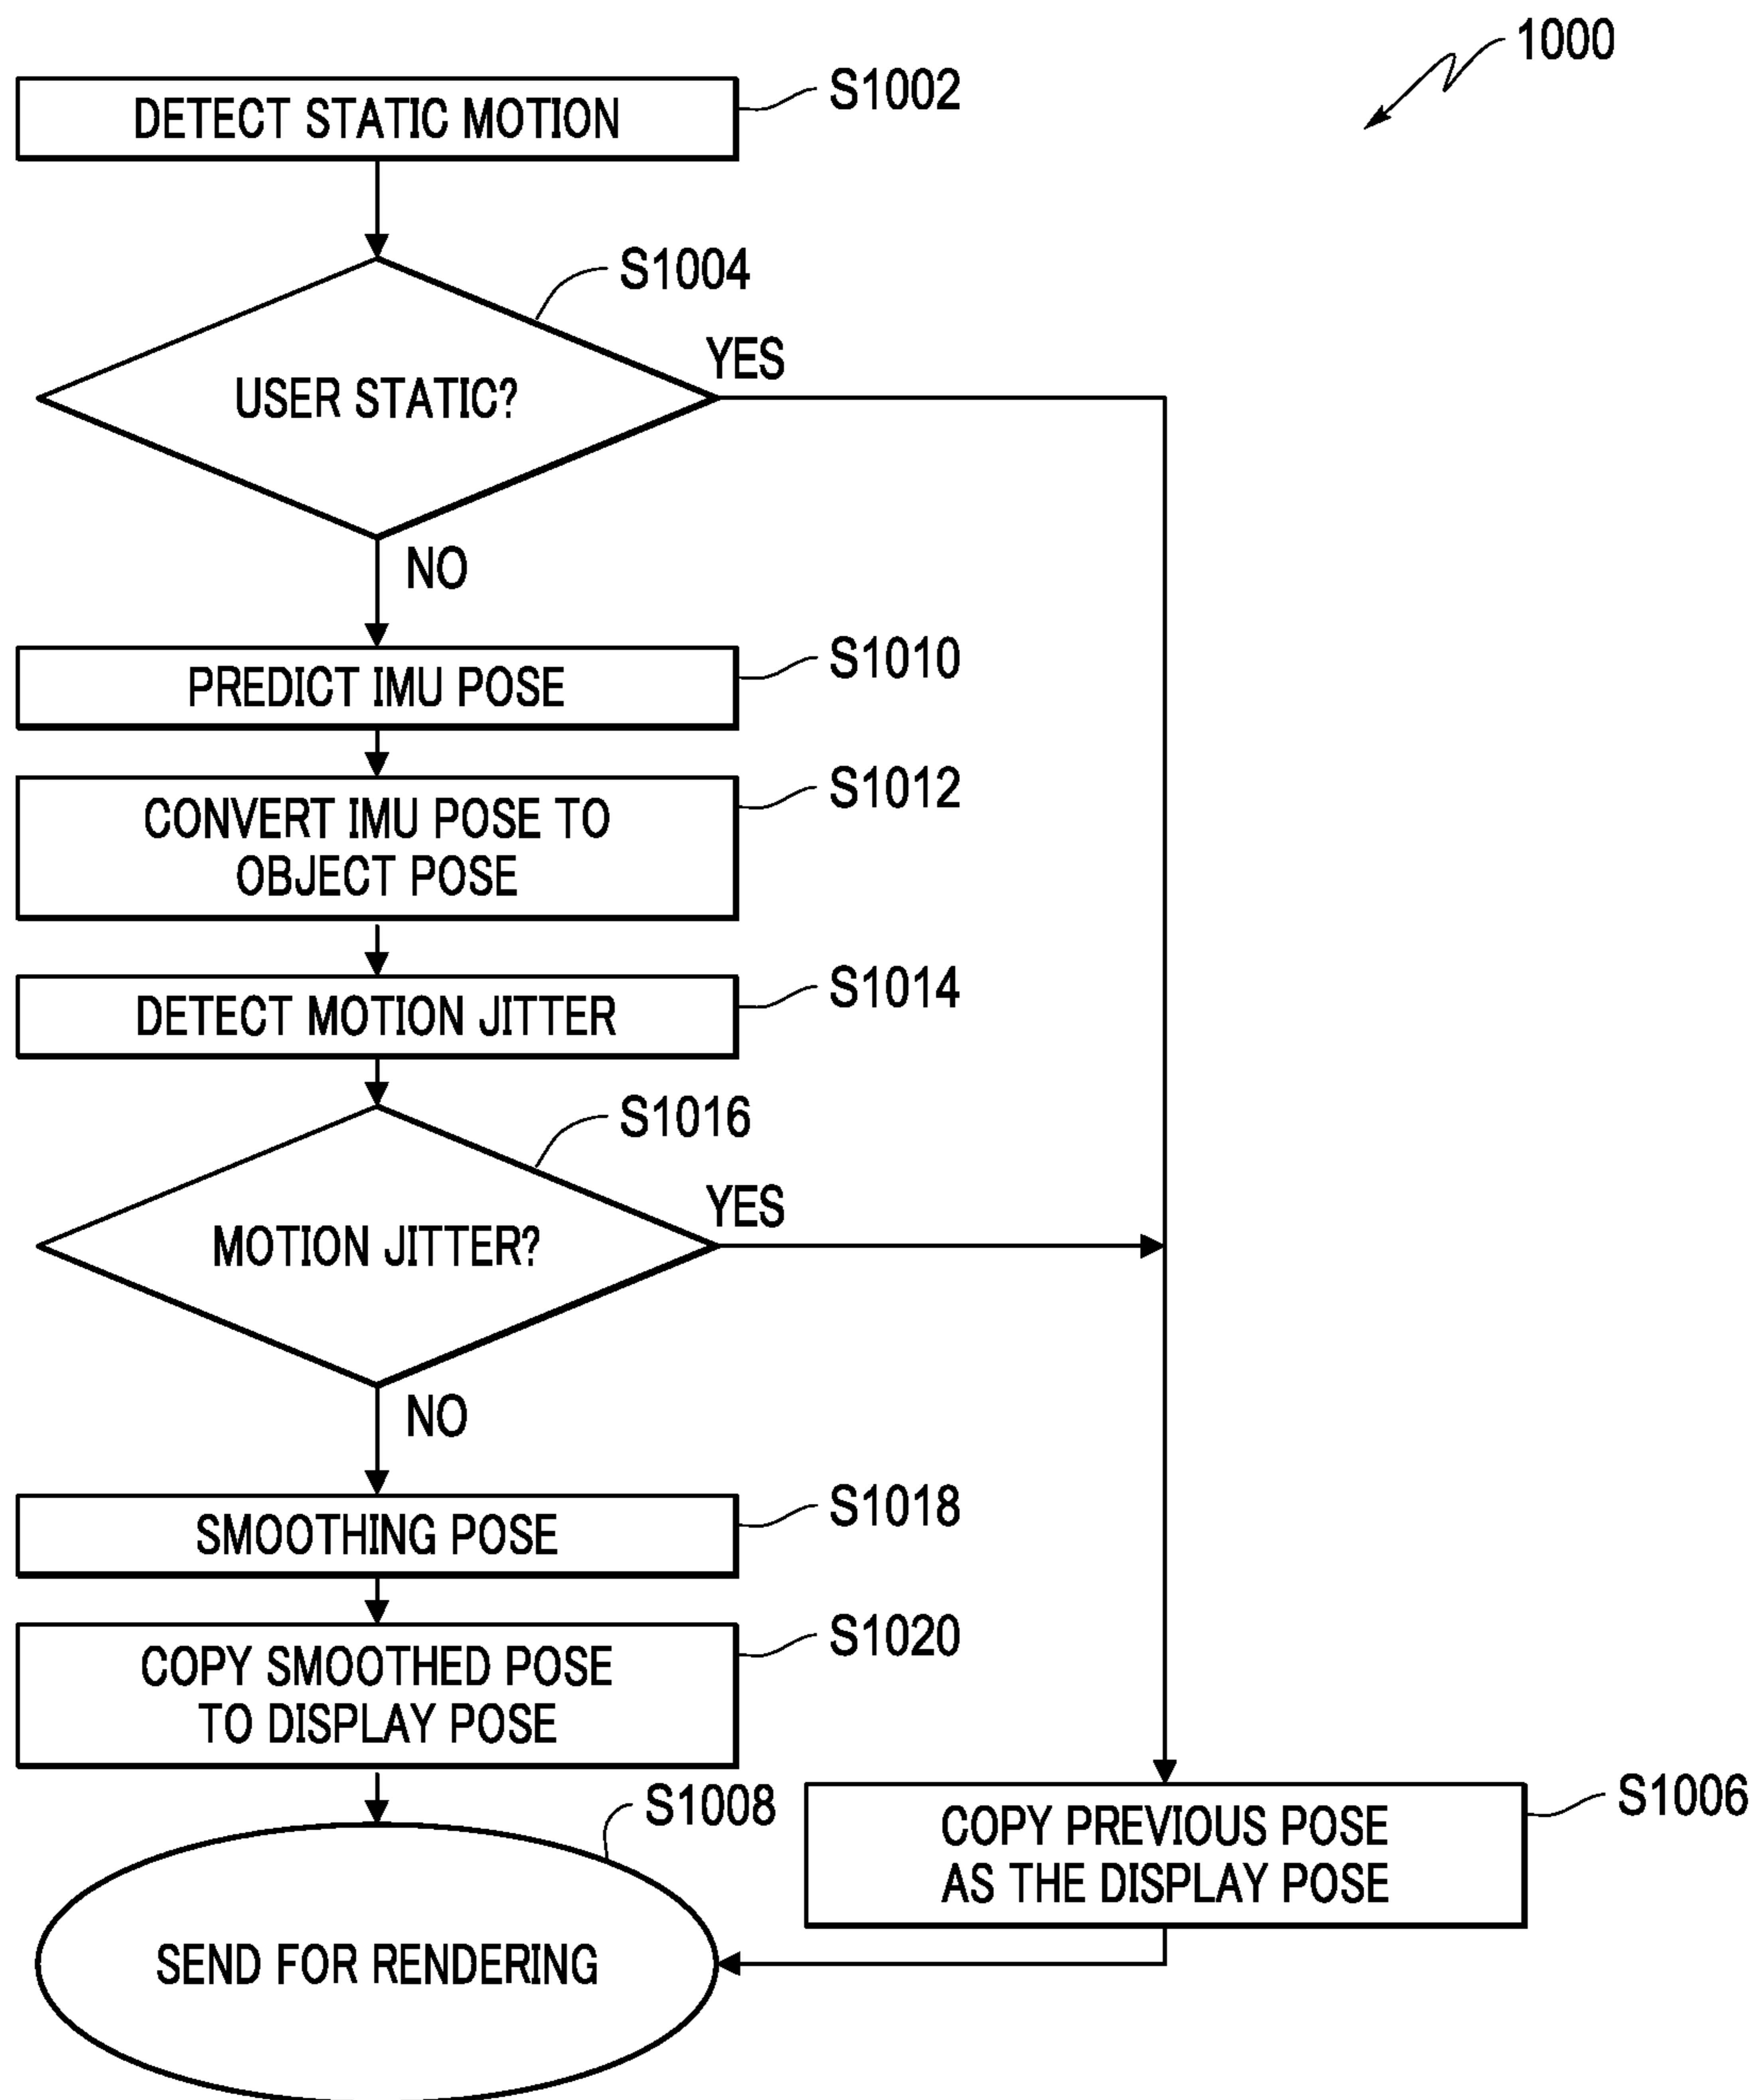 1000
DETECT STATIC MOTION
S1002
S1004
USER STATIC?
YES
NO
PREDICT IMU POSE
S1010
CONVERT IMU POSE TO
OBJECT POSE
S1012
DETECT MOTION JITTER
S1014
S1016
MOTION JITTER?
YES
NO
SMOOTHING POSE
S1018
COPY SMOOTHED POSE
TO DISPLAY POSE
S1020
S1008
SEND FOR RENDERING
COPY PREVIOUS POSE
AS THE DISPLAY POSE
S1006